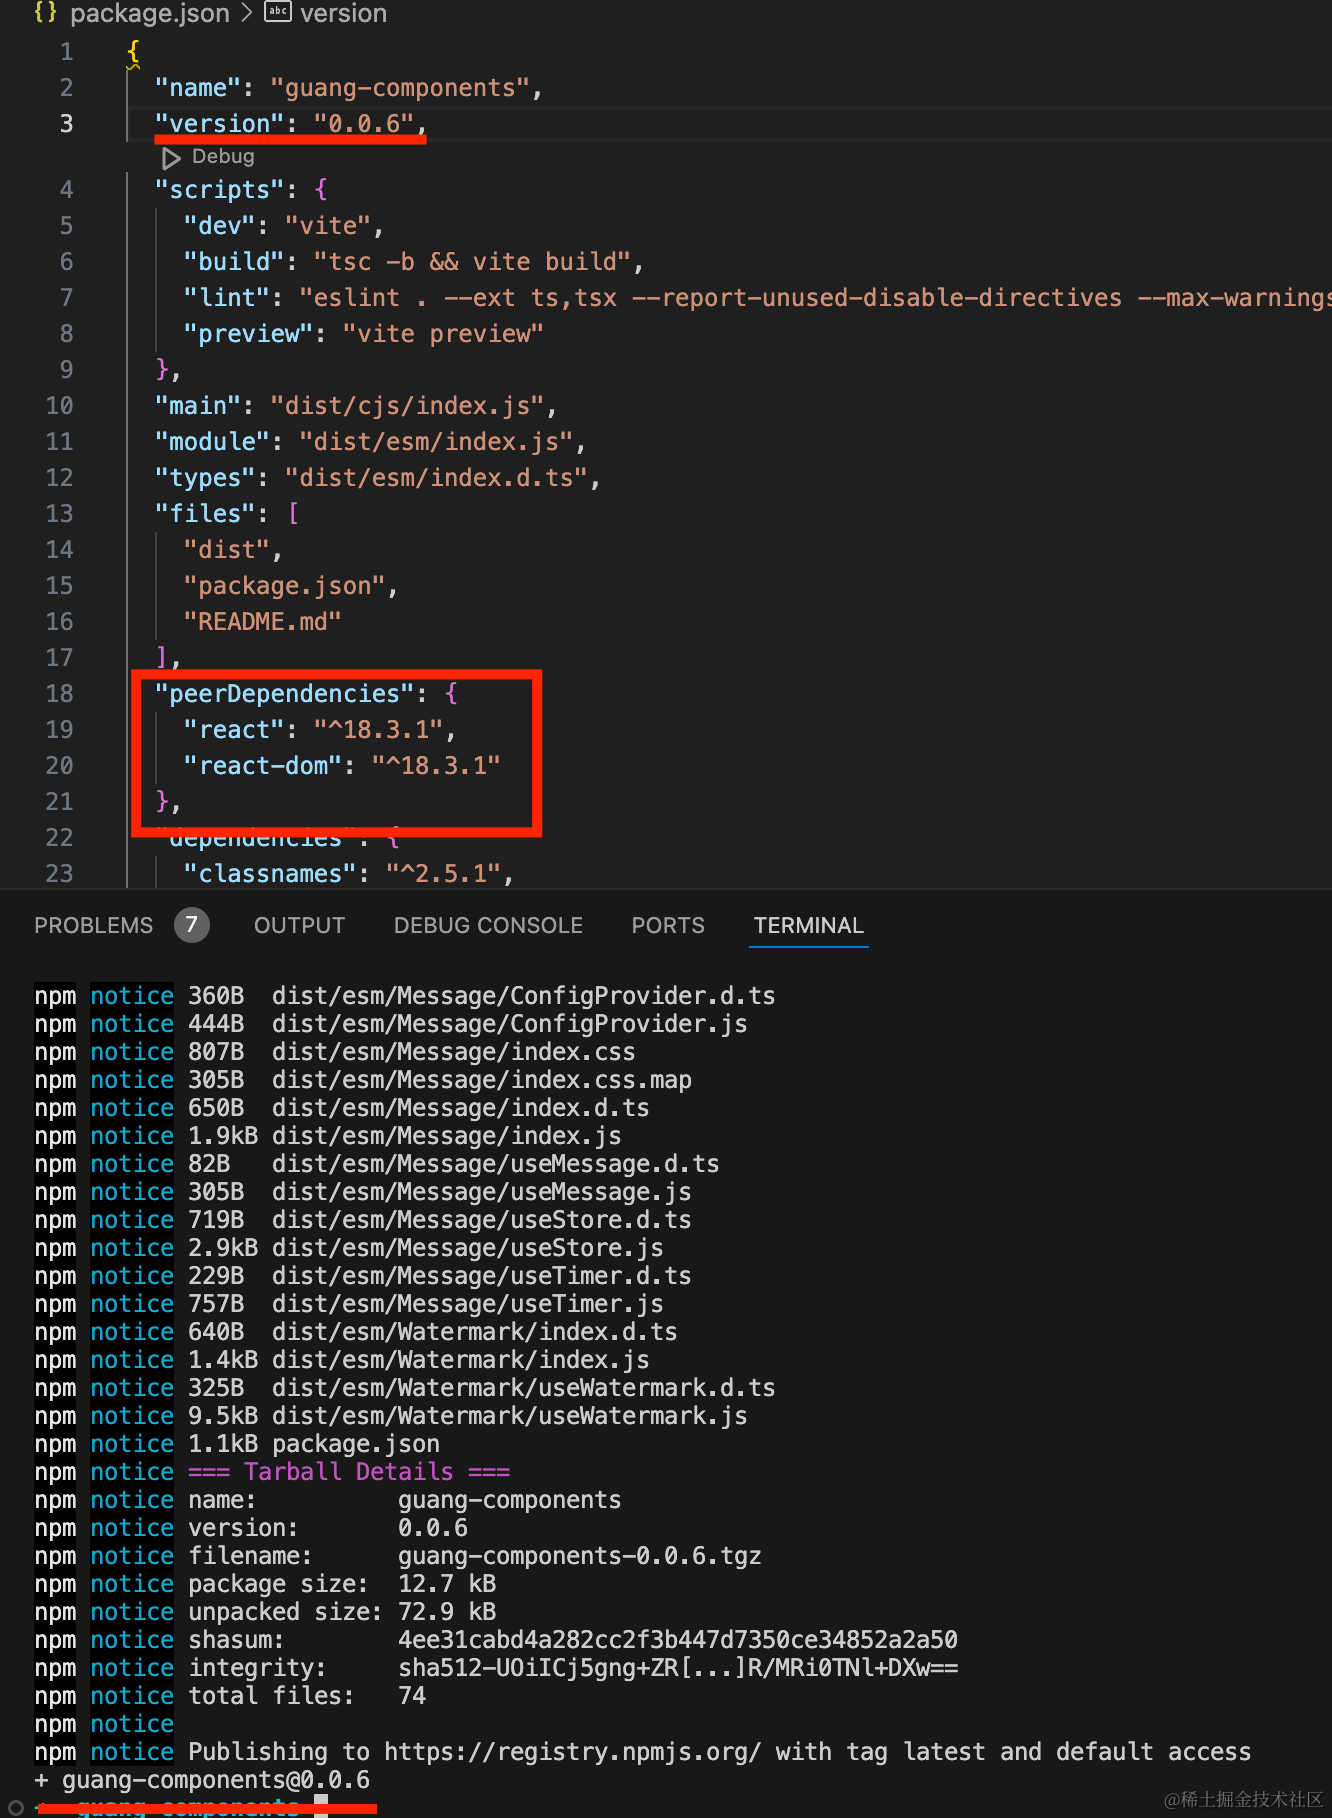 {} package.json > abc version
1 {
2 "name": "guang-components",
3 "version": "0.0.6",
Debug
4 "scripts": {
5 "dev": "vite",
6 "build": "tsc -b && vite build",
7 "lint": "eslint . --ext ts,tsx --report-unused-disable-directives --max-warnings
8 "preview": "vite preview"
9 },
10 "main": "dist/cjs/index.js",
11 "module": "dist/esm/index.js",
12 "types": "dist/esm/index.d.ts",
13 "files": [
14 "dist",
15 "package.json",
16 "README.md"
17 ],
18 "peerDependencies": {
19 "react": "^18.3.1",
20 "react-dom": "^18.3.1"
21 },
22 "dependencies": {
23 "classnames": "^2.5.1",
PROBLEMS 7 OUTPUT DEBUG CONSOLE PORTS TERMINAL
npm notice 360B dist/esm/Message/ConfigProvider.d.ts
npm notice 444B dist/esm/Message/ConfigProvider.js
npm notice 807B dist/esm/Message/index.css
npm notice 305B dist/esm/Message/index.css.map
npm notice 650B dist/esm/Message/index.d.ts
npm notice 1.9kB dist/esm/Message/index.js
npm notice 82B dist/esm/Message/useMessage.d.ts
npm notice 305B dist/esm/Message/useMessage.js
npm notice 719B dist/esm/Message/useStore.d.ts
npm notice 2.9kB dist/esm/Message/useStore.js
npm notice 229B dist/esm/Message/useTimer.d.ts
npm notice 757B dist/esm/Message/useTimer.js
npm notice 640B dist/esm/Watermark/index.d.ts
npm notice 1.4kB dist/esm/Watermark/index.js
npm notice 325B dist/esm/Watermark/useWatermark.d.ts
npm notice 9.5kB dist/esm/Watermark/useWatermark.js
npm notice 1.1kB package.json
npm notice === Tarball Details ===
npm notice name: guang-components
npm notice version: 0.0.6
npm notice filename: guang-components-0.0.6.tgz
npm notice package size: 12.7 kB
npm notice unpacked size: 72.9 kB
npm notice shasum: 4ee31cabd4a282cc2f3b447d7350ce34852a2a50
npm notice integrity: sha512-UOiICj5gng+ZR[...]R/MRi0TNl+DXw==
npm notice total files: 74
npm notice
npm notice Publishing to https://registry.npmjs.org/ with tag latest and default access
+ guang-components@0.0.6
guang-components
@稀土掘金技术社区